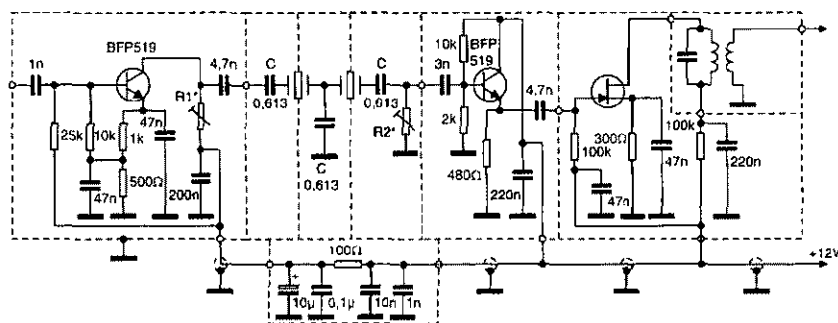 BFP519
1n
4,7n
C
0,613
C
0,613
10k
3n
BFP
519
4,7n
R1*
R2*
25k
10k
1k
47n
2k
300Ω
100k
100k
47n
500Ω
200n
C
0,613
480Ω
220n
47n
47n
220n
100Ω
+12V
10µ
0,1µ
10n
1n